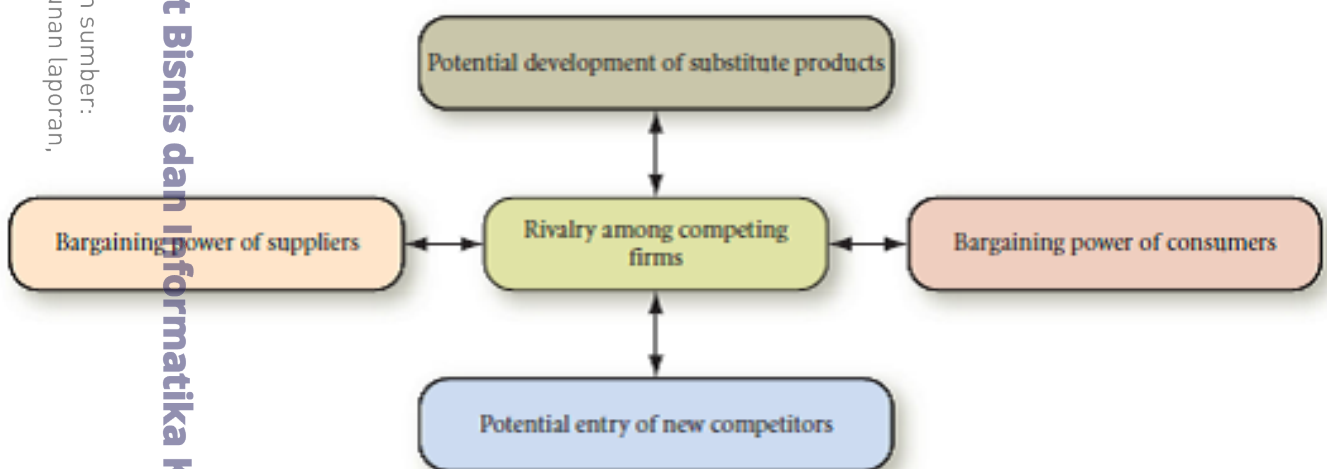 n sumber:
unan laporan,
t Bisnis dan Informatika
Potential development of substitute products
Bargaining power of suppliers
Rivalry among competing
firms
Bargaining power of consumers
Potential entry of new competitors